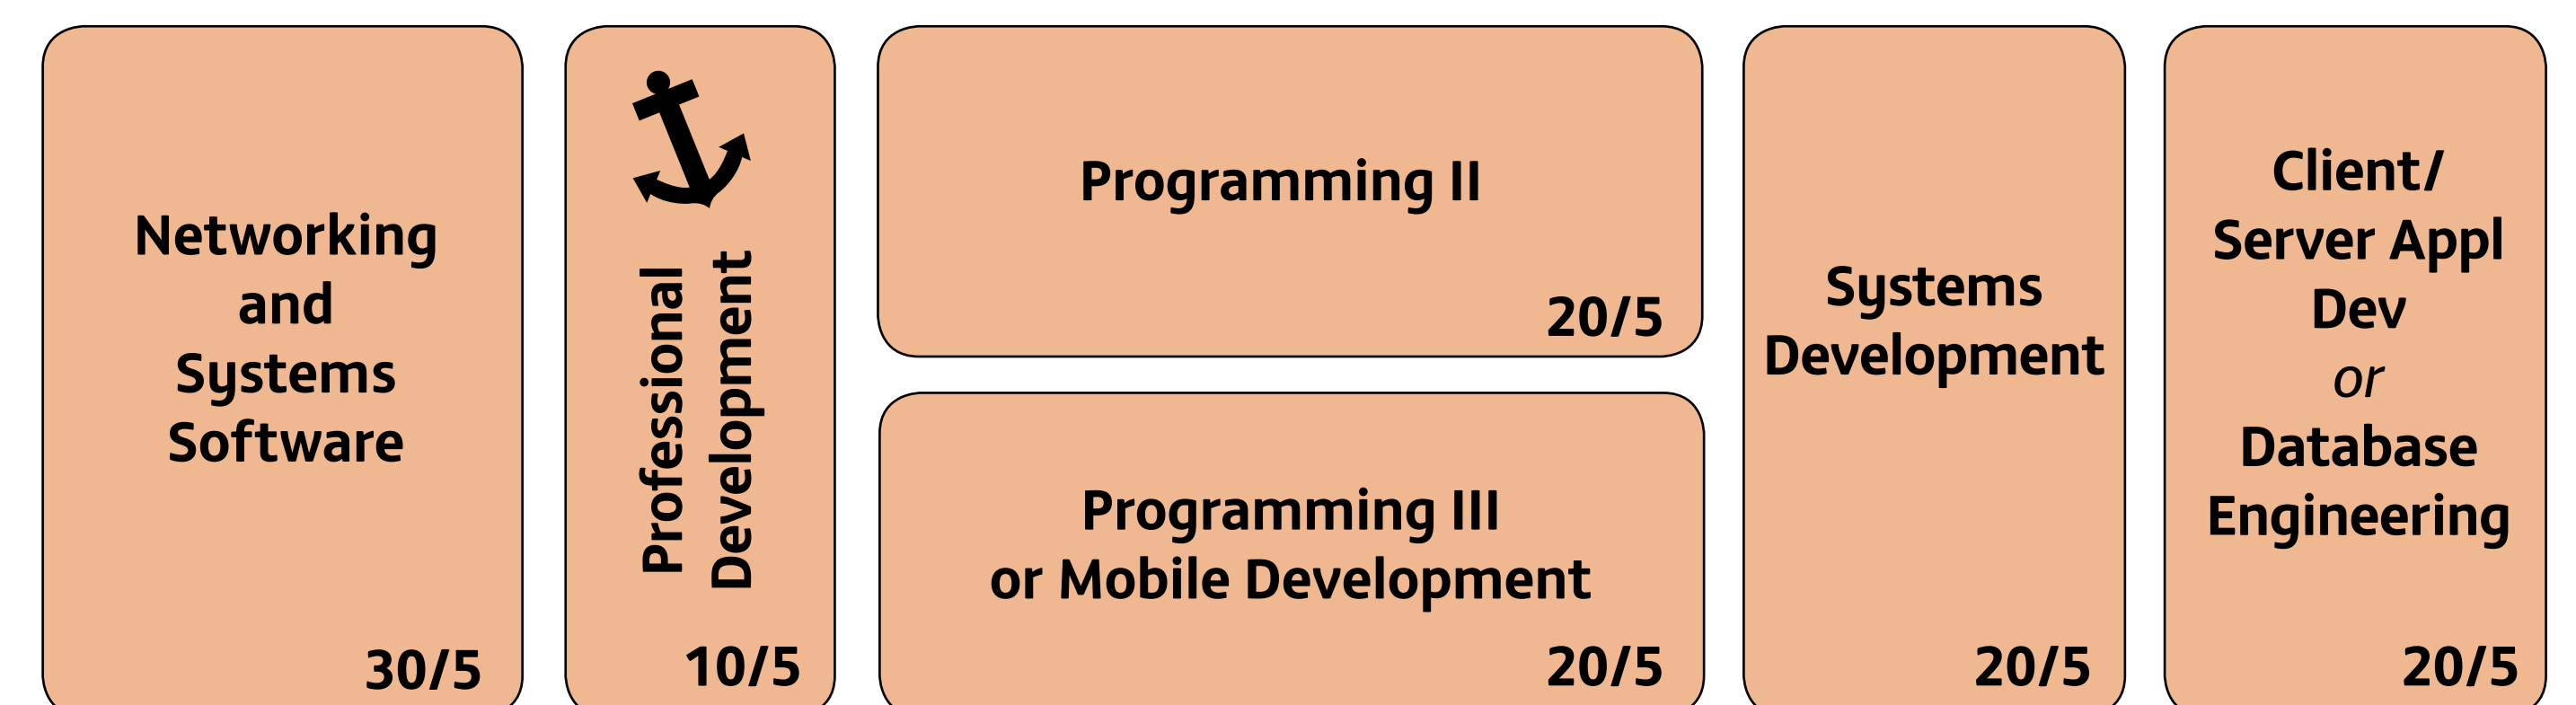 Networking
and
Systems
Software
30/5
Professional
Development
10/5
Programming II
20/5
Programming III
or Mobile Development
20/5
Systems
Development
20/5
Client/
Server Appl
Dev
or
Database
Engineering
20/5